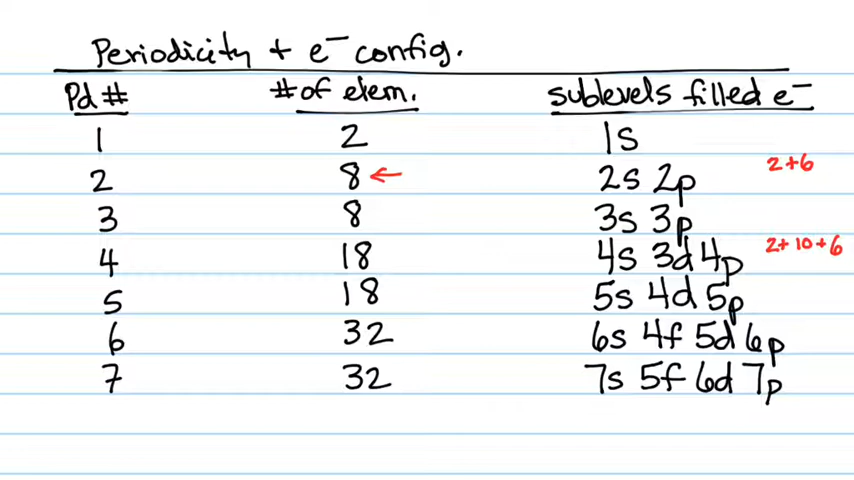 Periodicity + e⁻ config.
Pd # # of elem. sublevels filled e⁻
1 2 1s
2 8 ← 2s 2p 2+6
3 8 3s 3p
4 18 4s 3d 4p 2+10+6
5 18 5s 4d 5p
6 32 6s 4f 5d 6p
7 32 7s 5f 6d 7p